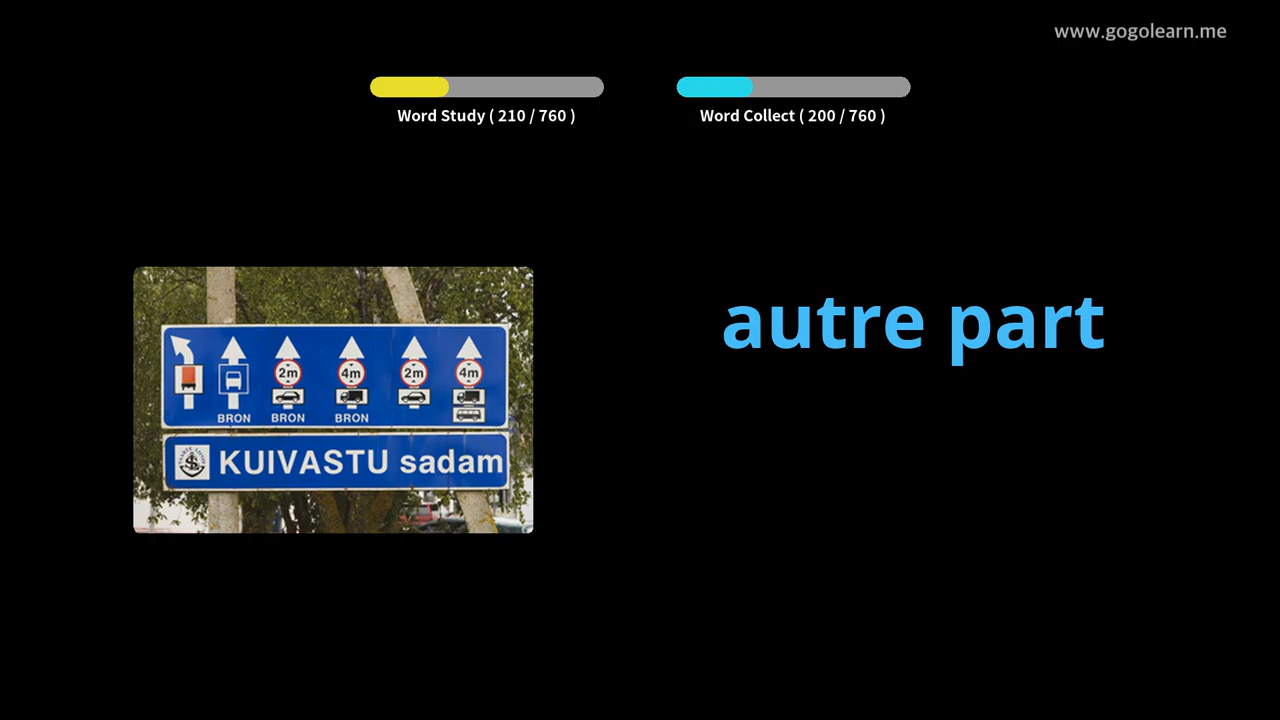 www.gogolearn.me
Word Study ( 210 / 760 )
Word Collect ( 200 / 760 )
autre part
2m 4m 2m 4m
BRON BRON BRON
KUIVASTU sadam